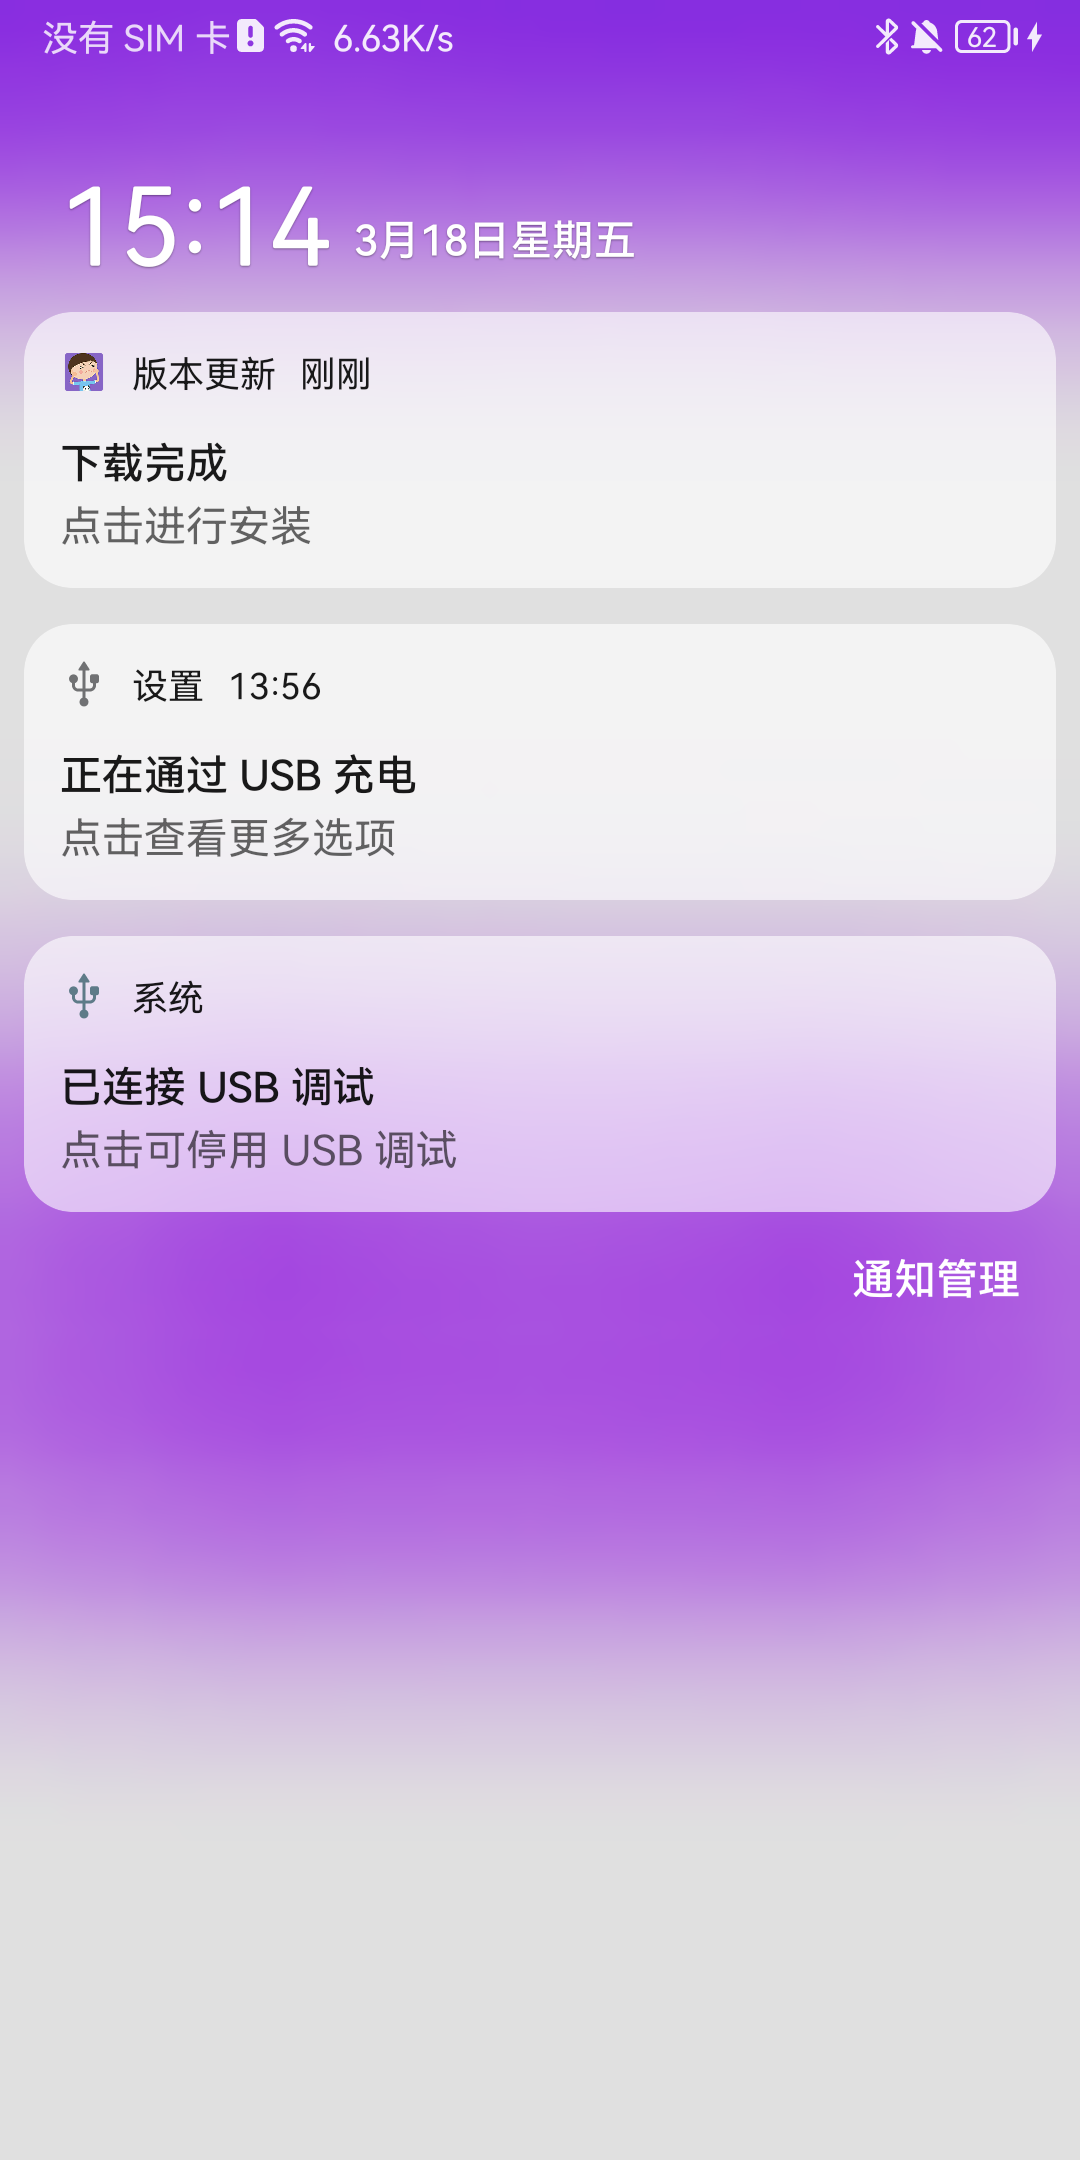 没有 SIM 卡 6.63K/s 62
15:14 3月18日星期五
版本更新 刚刚
下载完成
点击进行安装
设置 13:56
正在通过 USB 充电
点击查看更多选项
系统
已连接 USB 调试
点击可停用 USB 调试
通知管理